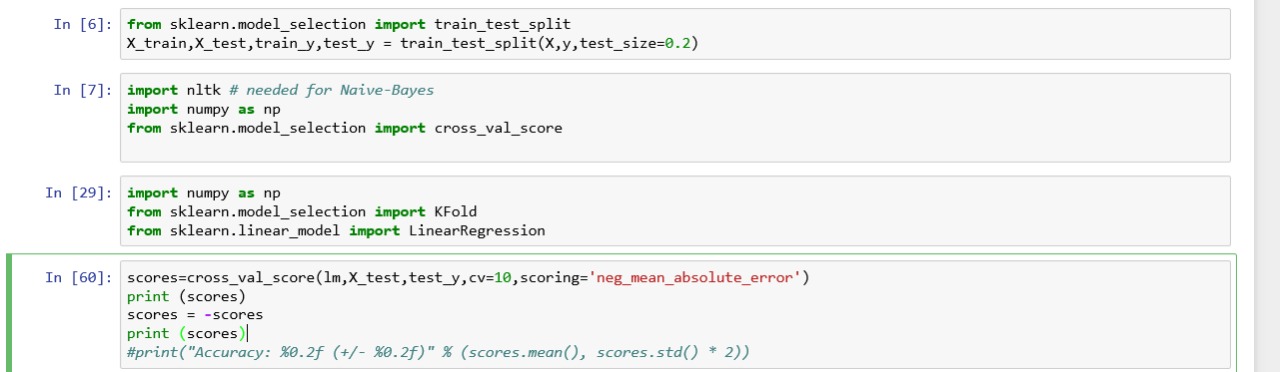 In [6]: from sklearn.model_selection import train_test_split
X_train,X_test,train_y,test_y = train_test_split(X,y,test_size=0.2)
In [7]: import nltk # needed for Naive-Bayes
import numpy as np
from sklearn.model_selection import cross_val_score
In [29]: import numpy as np
from sklearn.model_selection import KFold
from sklearn.linear_model import LinearRegression
In [60]: scores=cross_val_score(lm,X_test,test_y,cv=10,scoring='neg_mean_absolute_error')
print (scores)
scores = -scores
print (scores)
#print("Accuracy: %0.2f (+/- %0.2f)" % (scores.mean(), scores.std() * 2))